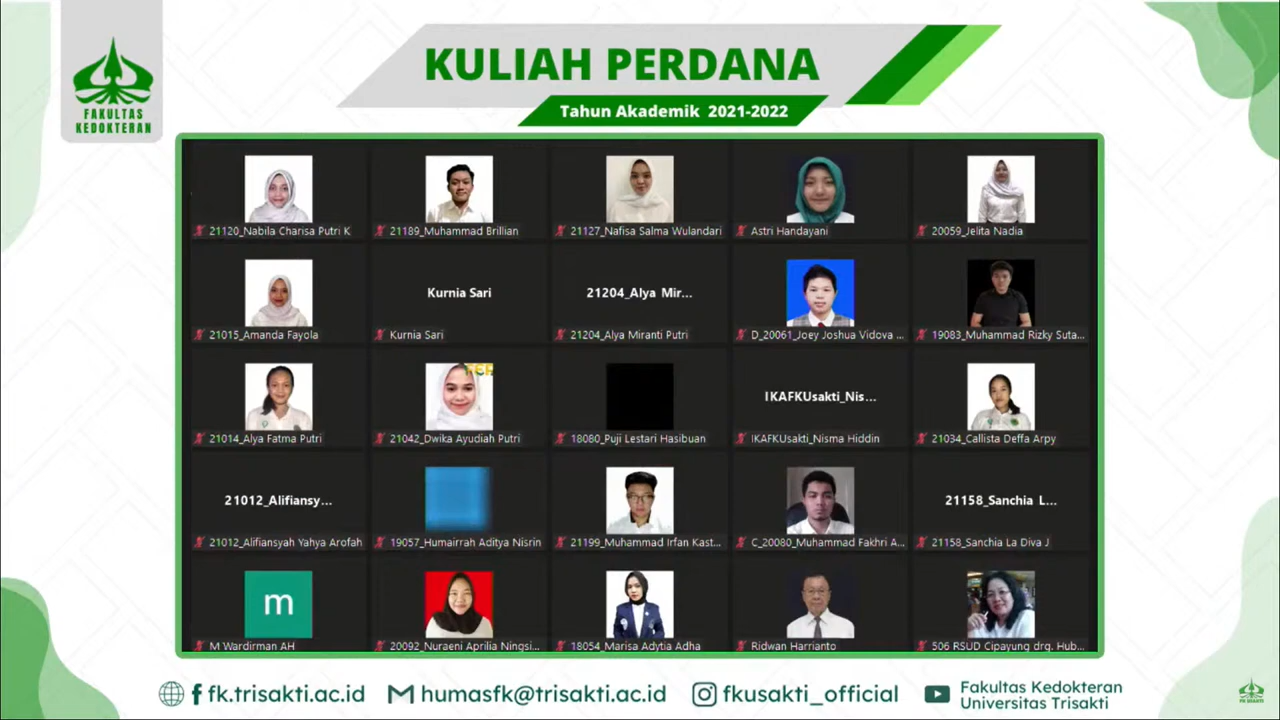 FAKULTAS
KEDOKTERAN
KULIAH PERDANA
Tahun Akademik 2021-2022
21120_Nabila Charisa Putri K
21189_Muhammad Brillian
21127_Nafisa Salma Wulandari
Astri Handayani
20059_Jelita Nadia
Kurnia Sari
21204_Alya Mir...
21015_Amanda Fayola
Kurnia Sari
21204_Alya Miranti Putri
D_20061_Joey Joshua Vidova ...
19083_Muhammad Rizky Suta...
IKAFKUsakti_Nis...
21014_Alya Fatma Putri
21042_Dwika Ayudiah Putri
18080_Puji Lestari Hasibuan
IKAFKUsakti_Nisma Hiddin
21034_Callista Deffa Arpy
21012_Alifiansy...
21158_Sanchia L...
21012_Alifiansyah Yahya Arofah
19057_Humairrah Aditya Nisrin
21199_Muhammad Irfan Kast...
C_20080_Muhammad Fakhri A...
21158_Sanchia La Diva J
m
M Wardirman AH
20092_Nuraeni Aprilia Ningsi...
18054_Marisa Adytia Adha
Ridwan Harrianto
506 RSUD Cipayung drg. Hub...
fk.trisakti.ac.id
humasfk@trisakti.ac.id
fkusakti_official
Fakultas Kedokteran
Universitas Trisakti